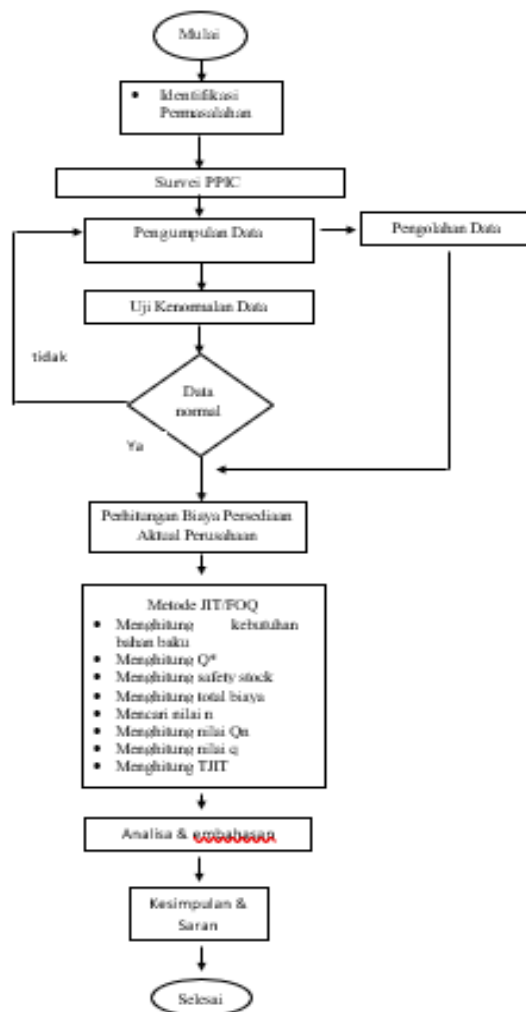 Mulai
• Identifikasi
Permasalahan
Survei PPIC
Pengumpulan Data
Pengolahan Data
Uji Kenormalan Data
tidak
Data
normal
Ya
Perhitungan Biaya Persediaan
Aktual Perusahaan
Metode JIT/FOQ
• Menghitung kebutuhan
bahan baku
• Menghitung Q*
• Menghitung safety stock
• Menghitung total biaya
• Mencari nilai n
• Menghitung nilai Qn
• Menghitung nilai q
• Menghitung TJIT
Analisa & embahasan
Kesimpulan &
Saran
Selesai